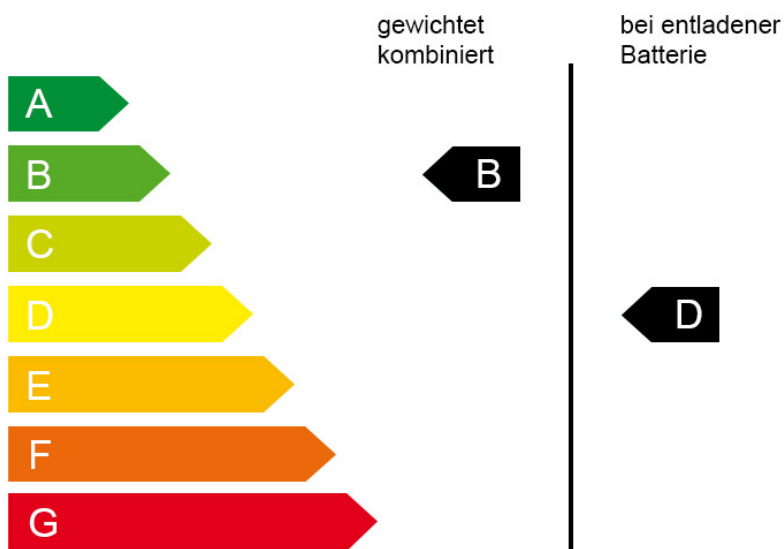 gewichtet
kombiniert
bei entladener
Batterie
A
B
B
C
D
D
E
F
G